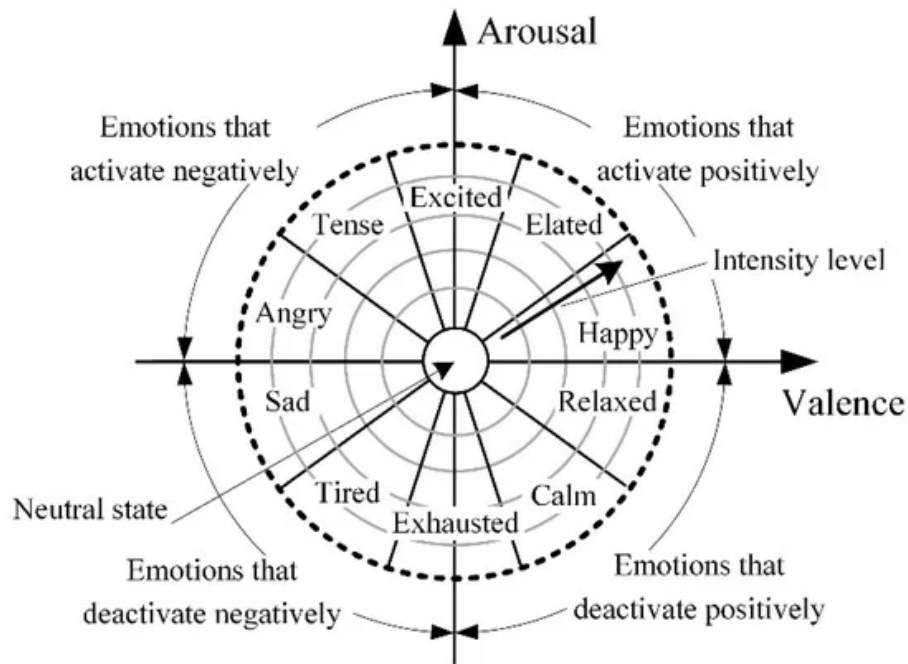 Arousal
Emotions that
activate negatively
Emotions that
activate positively
Excited
Tense
Elated
Intensity level
Angry
Happy
Valence
Sad
Relaxed
Neutral state
Tired
Calm
Exhausted
Emotions that
deactivate negatively
Emotions that
deactivate positively